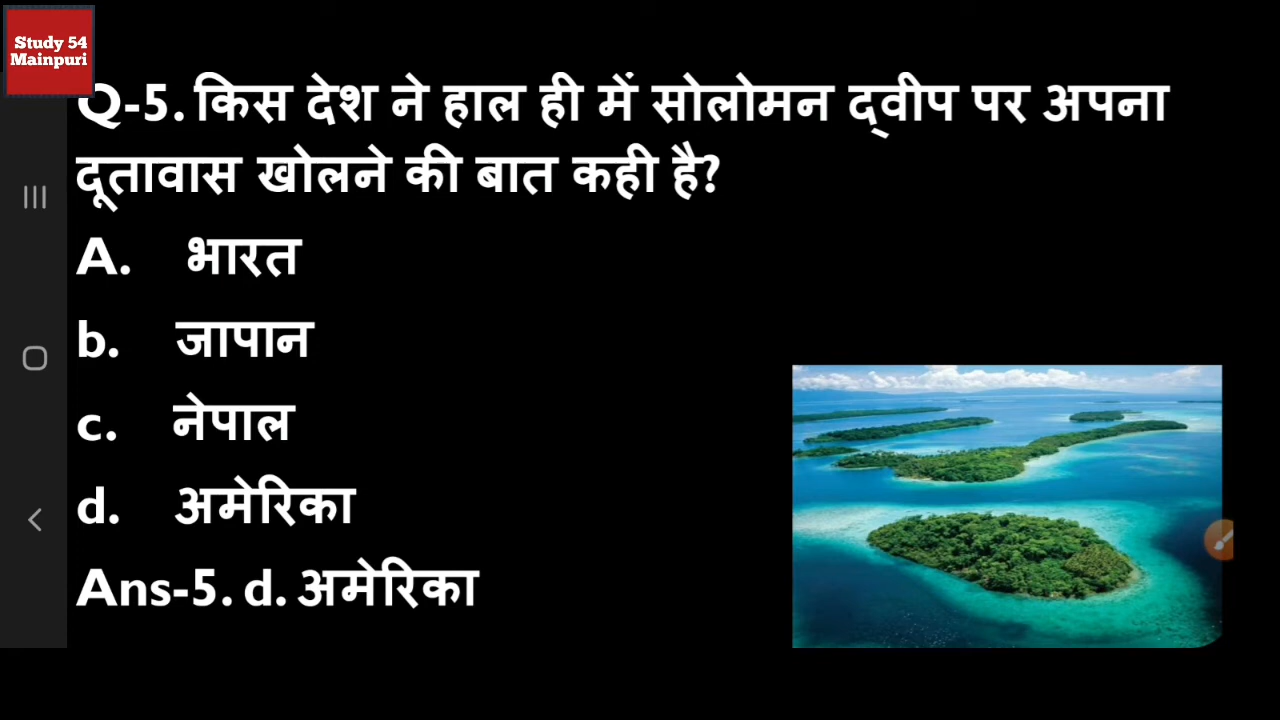 Study 54
Mainpuri
Q-5. किस देश ने हाल ही में सोलोमन द्वीप पर अपना
दूतावास खोलने की बात कही है?
A. भारत
b. जापान
c. नेपाल
d. अमेरिका
Ans-5. d. अमेरिका